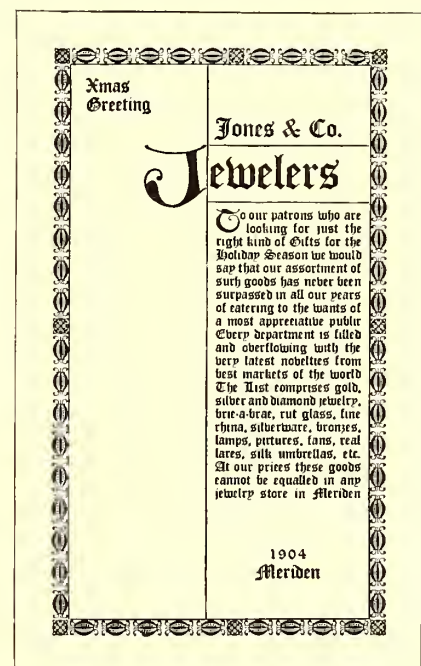 Xmas
Greeting
Jones & Co.
Jewelers
To our patrons who are
looking for just the
right kind of Gifts for the
Holiday Season we would
say that our assortment of
such goods has never been
surpassed in all our years
of catering to the wants of
a most appreciative public
Every department is filled
and overflowing with the
very latest novelties from
best markets of the world
The List comprises gold,
silver and diamond jewelry,
bric-a-brac, cut glass, fine
china, silverware, bronzes,
lamps, pictures, fans, real
laces, silk umbrellas, etc.
At our prices these goods
cannot be equalled in any
jewelry store in Meriden
1904
Meriden